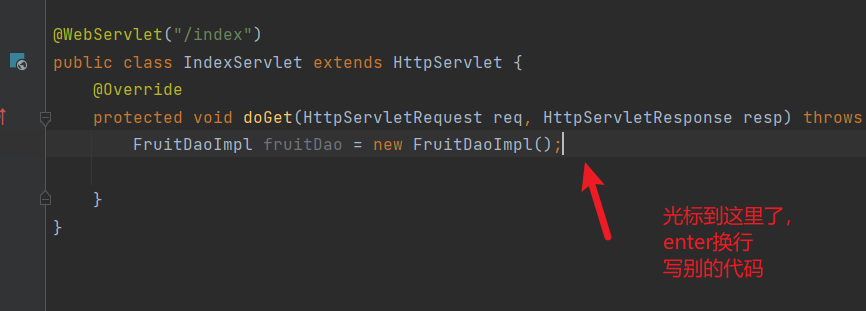 @WebServlet("/index")
public class IndexServlet extends HttpServlet {
@Override
protected void doGet(HttpServletRequest req, HttpServletResponse resp) throws
FruitDaoImpl fruitDao = new FruitDaoImpl();
}
}
光标到这里了，
enter换行
写别的代码